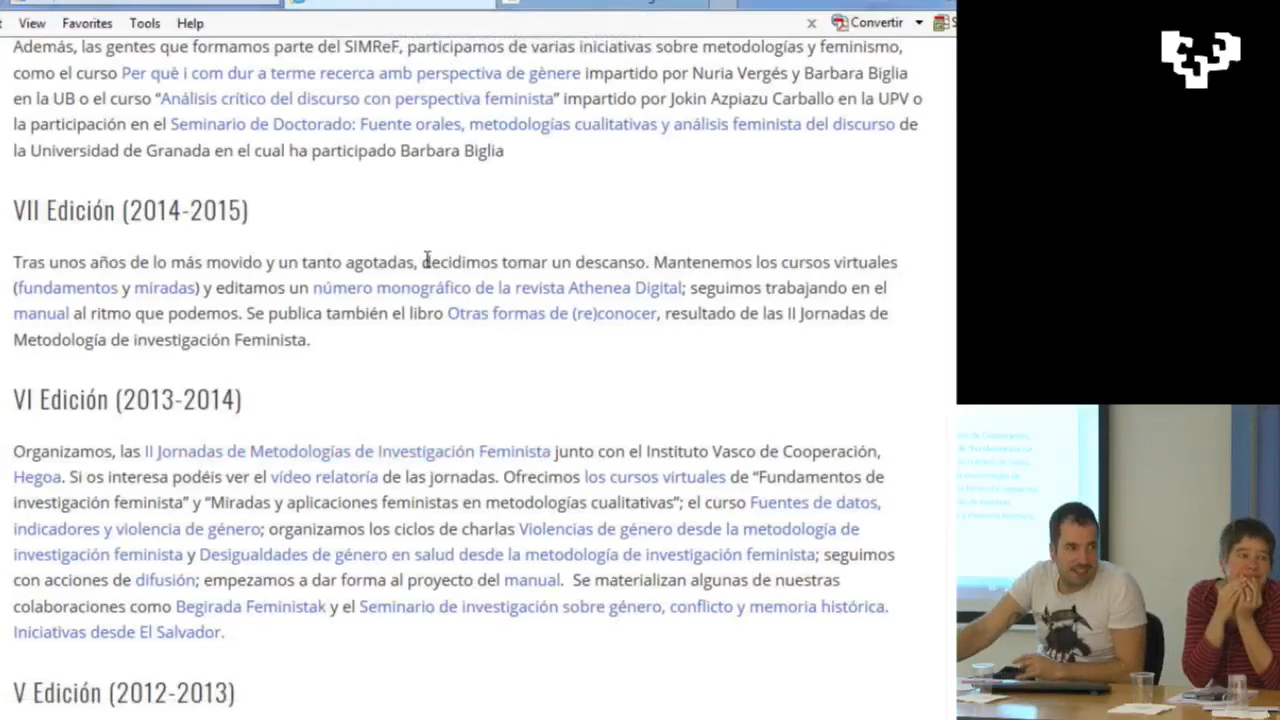 View Favorites Tools Help x Convertir
Además, las gentes que formamos parte del SIMReF, participamos de varias iniciativas sobre metodologías y feminismo,
como el curso Per què i com dur a terme recerca amb perspectiva de gènere impartido por Nuria Vergés y Barbara Biglia
en la UB o el curso “Análisis crítico del discurso con perspectiva feminista” impartido por Jokin Azpiazu Carballo en la UPV o
la participación en el Seminario de Doctorado: Fuente orales, metodologías cualitativas y análisis feminista del discurso de
la Universidad de Granada en el cual ha participado Barbara Biglia
VII Edición (2014-2015)
Tras unos años de lo más movido y un tanto agotadas, decidimos tomar un descanso. Mantenemos los cursos virtuales
(fundamentos y miradas) y editamos un número monográfico de la revista Athenea Digital; seguimos trabajando en el
manual al ritmo que podemos. Se publica también el libro Otras formas de (re)conocer, resultado de las II Jornadas de
Metodología de investigación Feminista.
VI Edición (2013-2014)
Organizamos, las II Jornadas de Metodologías de Investigación Feminista junto con el Instituto Vasco de Cooperación,
Hegoa. Si os interesa podéis ver el vídeo relatoría de las jornadas. Ofrecimos los cursos virtuales de “Fundamentos de
investigación feminista” y “Miradas y aplicaciones feministas en metodologías cualitativas”; el curso Fuentes de datos,
indicadores y violencia de género; organizamos los ciclos de charlas Violencias de género desde la metodología de
investigación feminista y Desigualdades de género en salud desde la metodología de investigación feminista; seguimos
con acciones de difusión; empezamos a dar forma al proyecto del manual. Se materializan algunas de nuestras
colaboraciones como Begirada Feministak y el Seminario de investigación sobre género, conflicto y memoria histórica.
Iniciativas desde El Salvador.
V Edición (2012-2013)